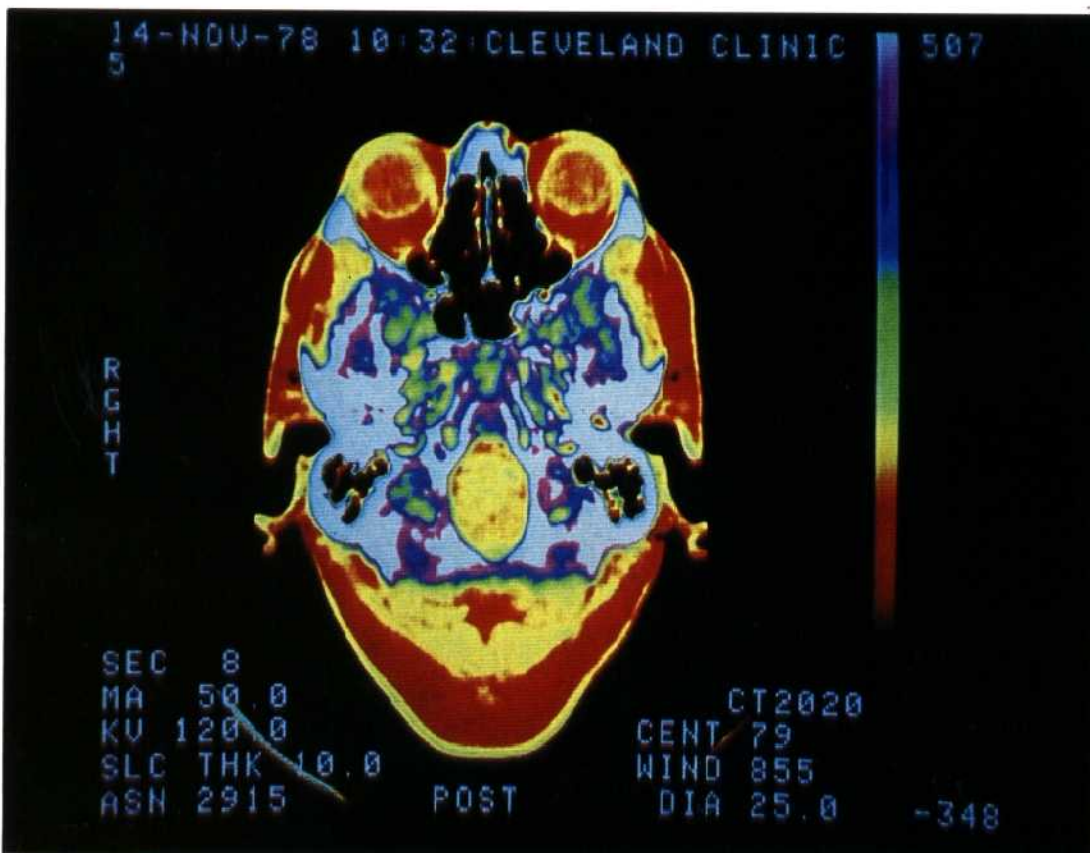 14-NOV-78 10:32:CLEVELAND CLINIC 507
5
RGHT
SEC 8
MA 50.0
KV 120.0
SLC THK 10.0
ASN 2915
POST
CT2020
CENT 79
WIND 855
DIA 25.0
-348